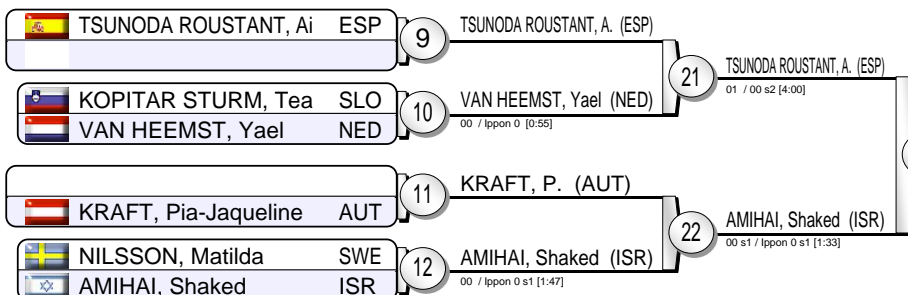 TSUNODA ROUSTANT, Ai ESP
9
TSUNODA ROUSTANT, A. (ESP)
KOPITAR STURM, Tea SLO
VAN HEEMST, Yael NED
10
VAN HEEMST, Yael (NED)
00 / Ippon 0 [0:55]
21
TSUNODA ROUSTANT, A. (ESP)
01 / 00 s2 [4:00]
KRAFT, Pia-Jaqueline AUT
11
KRAFT, P. (AUT)
NILSSON, Matilda SWE
AMIHAI, Shaked ISR
12
AMIHAI, Shaked (ISR)
00 / Ippon 0 s1 [1:47]
22
AMIHAI, Shaked (ISR)
00 s1 / Ippon 0 s1 [1:33]